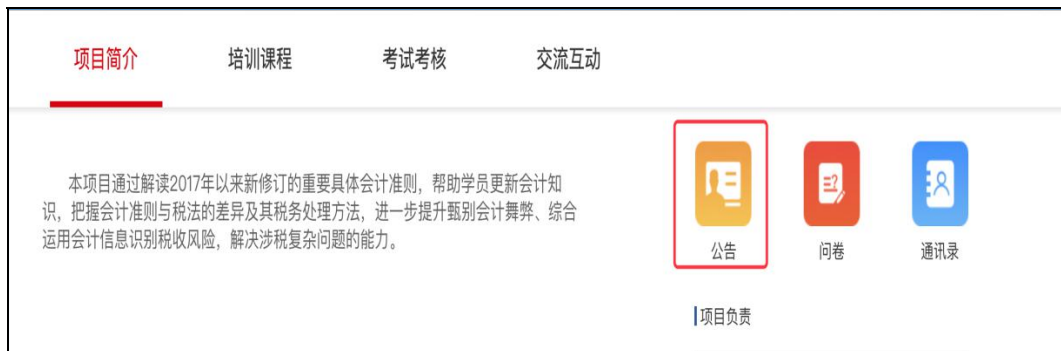 项目简介 培训课程 考试考核 交流互动
本项目通过解读2017年以来新修订的重要具体会计准则，帮助学员更新会计知
识，把握会计准则与税法的差异及其税务处理方法，进一步提升甄别会计舞弊、综合
运用会计信息识别税收风险，解决涉税复杂问题的能力。
公告 问卷 通讯录
项目负责